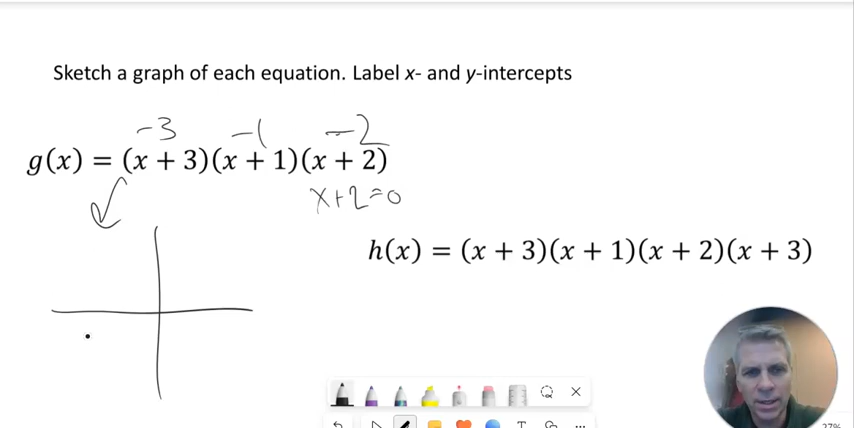 Sketch a graph of each equation. Label x- and y-intercepts
-3 -1 -2
g(x) = (x + 3)(x + 1)(x + 2)
x+2=0
h(x) = (x + 3)(x + 1)(x + 2)(x + 3)
T
27%